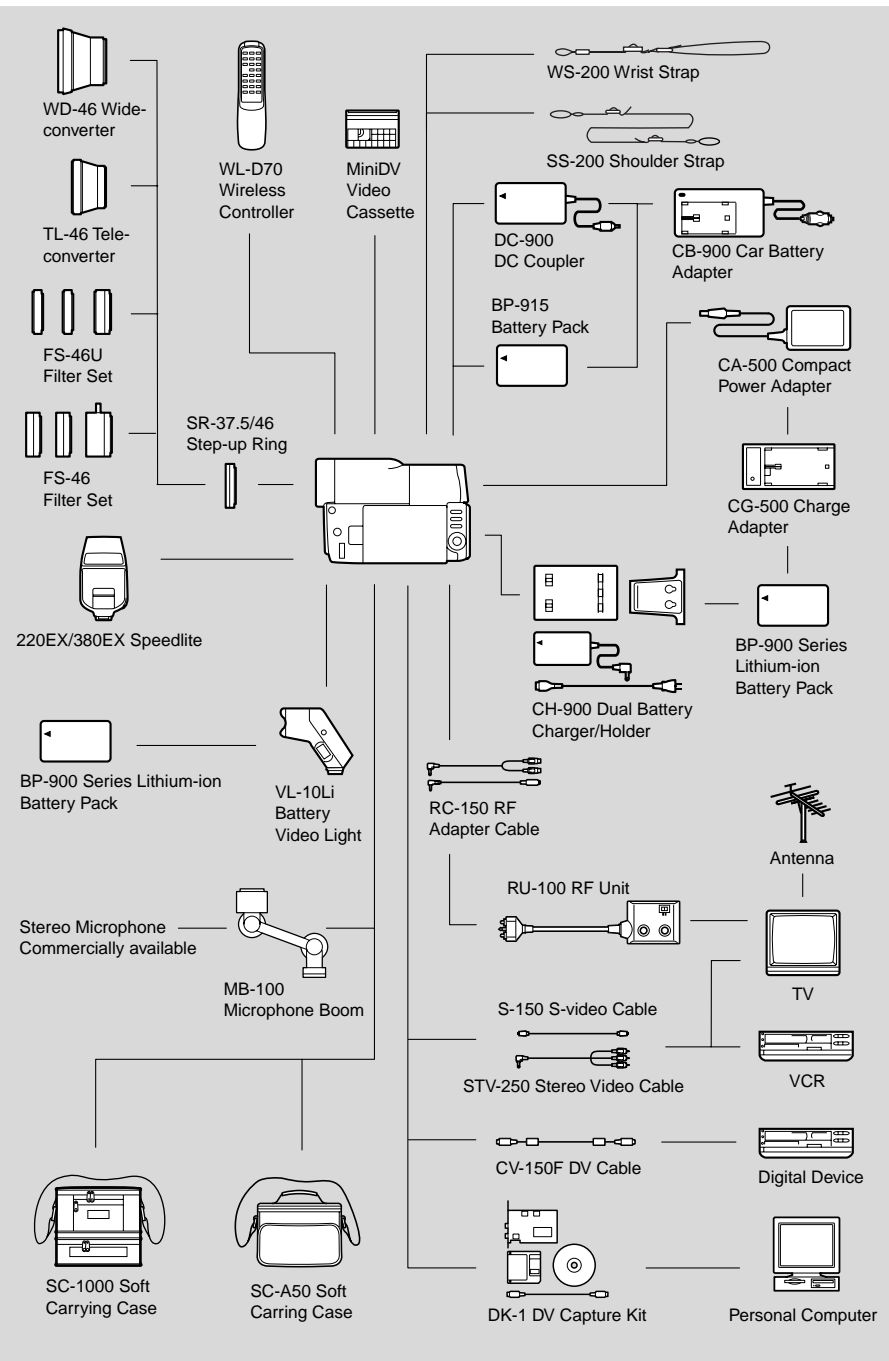 WS-200 Wrist Strap
WD-46 Wide-
converter
WL-D70
Wireless
Controller
MiniDV
Video
Cassette
SS-200 Shoulder Strap
TL-46 Tele-
converter
DC-900
DC Coupler
CB-900 Car Battery
Adapter
BP-915
Battery Pack
FS-46U
Filter Set
CA-500 Compact
Power Adapter
SR-37.5/46
Step-up Ring
FS-46
Filter Set
CG-500 Charge
Adapter
220EX/380EX Speedlite
BP-900 Series
Lithium-ion
Battery Pack
CH-900 Dual Battery
Charger/Holder
BP-900 Series Lithium-ion
Battery Pack
VL-10Li
Battery
Video Light
RC-150 RF
Adapter Cable
Antenna
RU-100 RF Unit
Stereo Microphone
Commercially available
MB-100
Microphone Boom
TV
S-150 S-video Cable
STV-250 Stereo Video Cable
VCR
CV-150F DV Cable
Digital Device
SC-1000 Soft
Carrying Case
SC-A50 Soft
Carring Case
DK-1 DV Capture Kit
Personal Computer